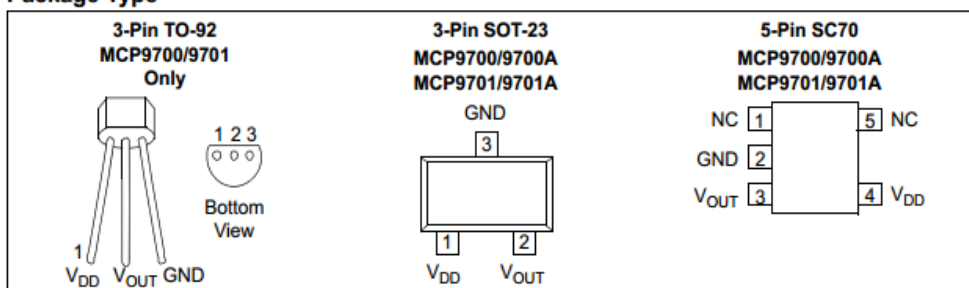 Package Type
3-Pin TO-92
MCP9700/9701
Only
1 2 3
Bottom
View
1
VDD VOUT GND
3-Pin SOT-23
MCP9700/9700A
MCP9701/9701A
GND
3
1 2
VDD VOUT
5-Pin SC70
MCP9700/9700A
MCP9701/9701A
NC 1 5 NC
GND 2
VOUT 3 4 VDD